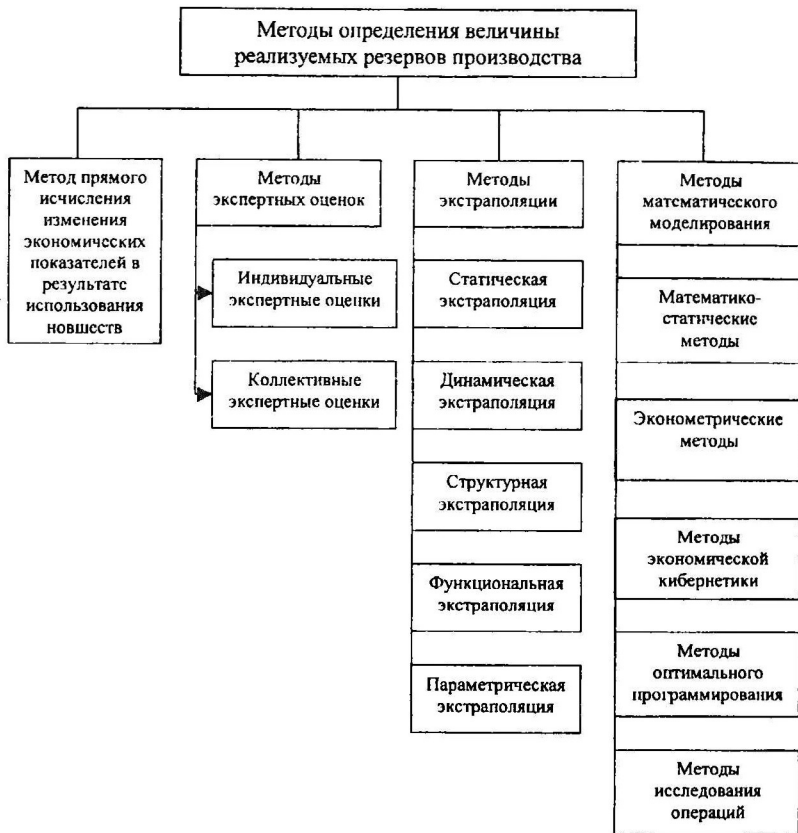 Методы определения величины
реализуемых резервов производства
Метод прямого
исчисления
изменения
экономических
показателей в
результате
использования
новшеств
Методы
экспертных оценок
Индивидуальные
экспертные оценки
Коллективные
экспертные оценки
Методы
экстраполяции
Статическая
экстраполяция
Динамическая
экстраполяция
Структурная
экстраполяция
Функциональная
экстраполяция
Параметрическая
экстраполяция
Методы
математического
моделирования
Математико-
статические
методы
Эконометрические
методы
Методы
экономической
кибернетики
Методы
оптимального
программирования
Методы
исследования
операций